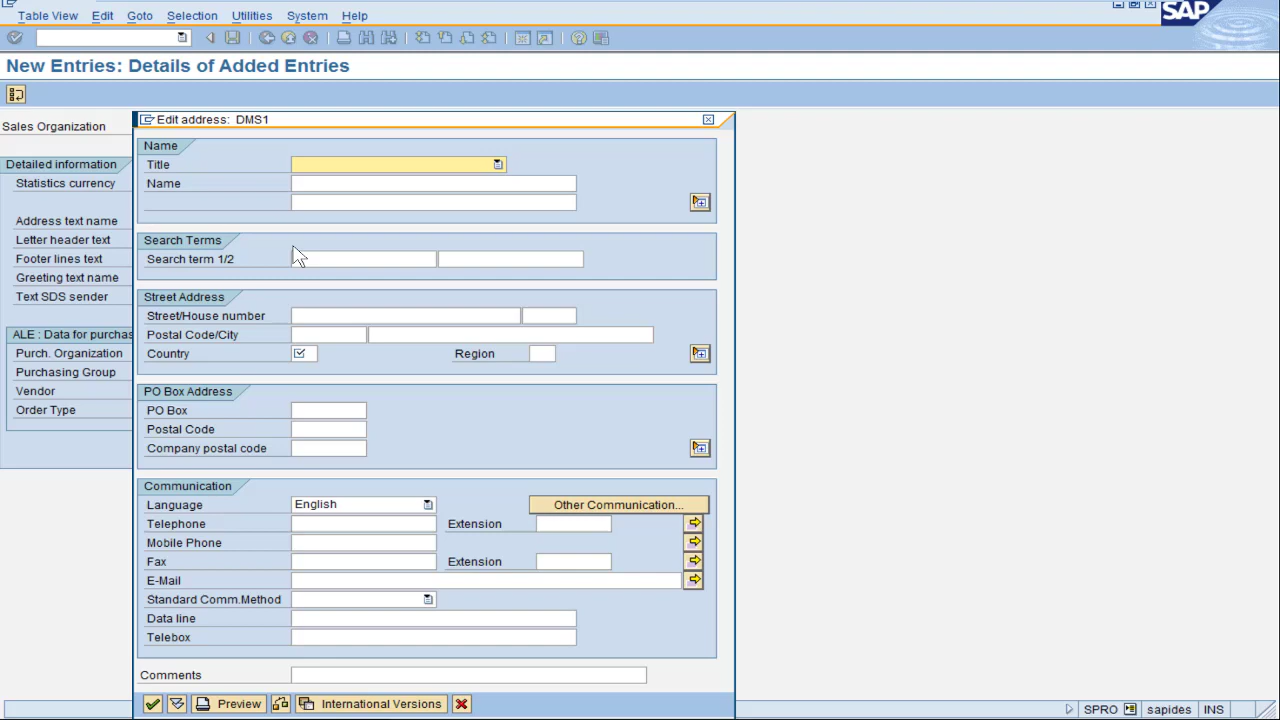 Table View Edit Goto Selection Utilities System Help
SAP
New Entries: Details of Added Entries
Sales Organization
Detailed information
Statistics currency
Address text name
Letter header text
Footer lines text
Greeting text name
Text SDS sender
ALE : Data for purchas
Purch. Organization
Purchasing Group
Vendor
Order Type
Edit address: DMS1
Name
Title
Name
Search Terms
Search term 1/2
Street Address
Street/House number
Postal Code/City
Country Region
PO Box Address
PO Box
Postal Code
Company postal code
Communication
Language English Other Communication...
Telephone Extension
Mobile Phone
Fax Extension
E-Mail
Standard Comm.Method
Data line
Telebox
Comments
Preview International Versions
SPRO sapides INS